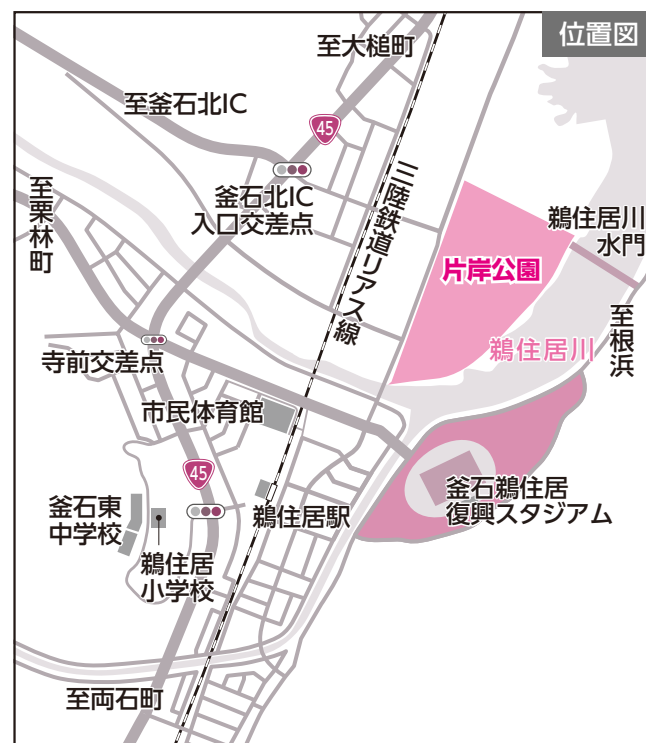 位置図
至大槌町
至釜石北IC
45
釜石北IC
入口交差点
至栗林町
三陸鉄道リアス線
鵜住居川
水門
片岸公園
至根浜
鵜住居川
寺前交差点
市民体育館
45
釜石鵜住居
復興スタジアム
釜石東
中学校
鵜住居駅
鵜住居
小学校
至両石町